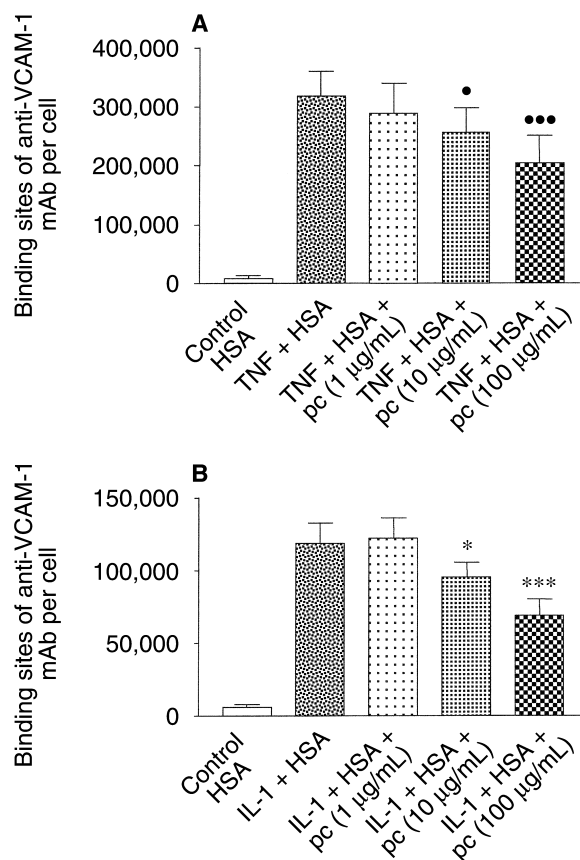 A
Binding sites of anti-VCAM-1
mAb per cell
400,000
300,000
200,000
100,000
0
•
•••
Control
HSA
TNF + HSA
TNF + HSA +
pc (1 µg/mL)
TNF + HSA +
pc (10 µg/mL)
TNF + HSA +
pc (100 µg/mL)
B
Binding sites of anti-VCAM-1
mAb per cell
150,000
100,000
50,000
0
*
***
Control
HSA
IL-1 + HSA
IL-1 + HSA +
pc (1 µg/mL)
IL-1 + HSA +
pc (10 µg/mL)
IL-1 + HSA +
pc (100 µg/mL)